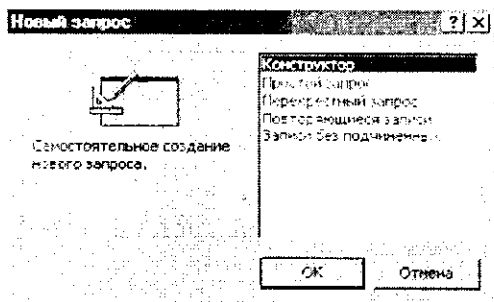 Новый запрос
Конструктор
Простой запрос
Перекрестный запрос
Повторяющиеся записи
Записи без подчиненных
Самостоятельное создание
нового запроса.
ОК
Отмена